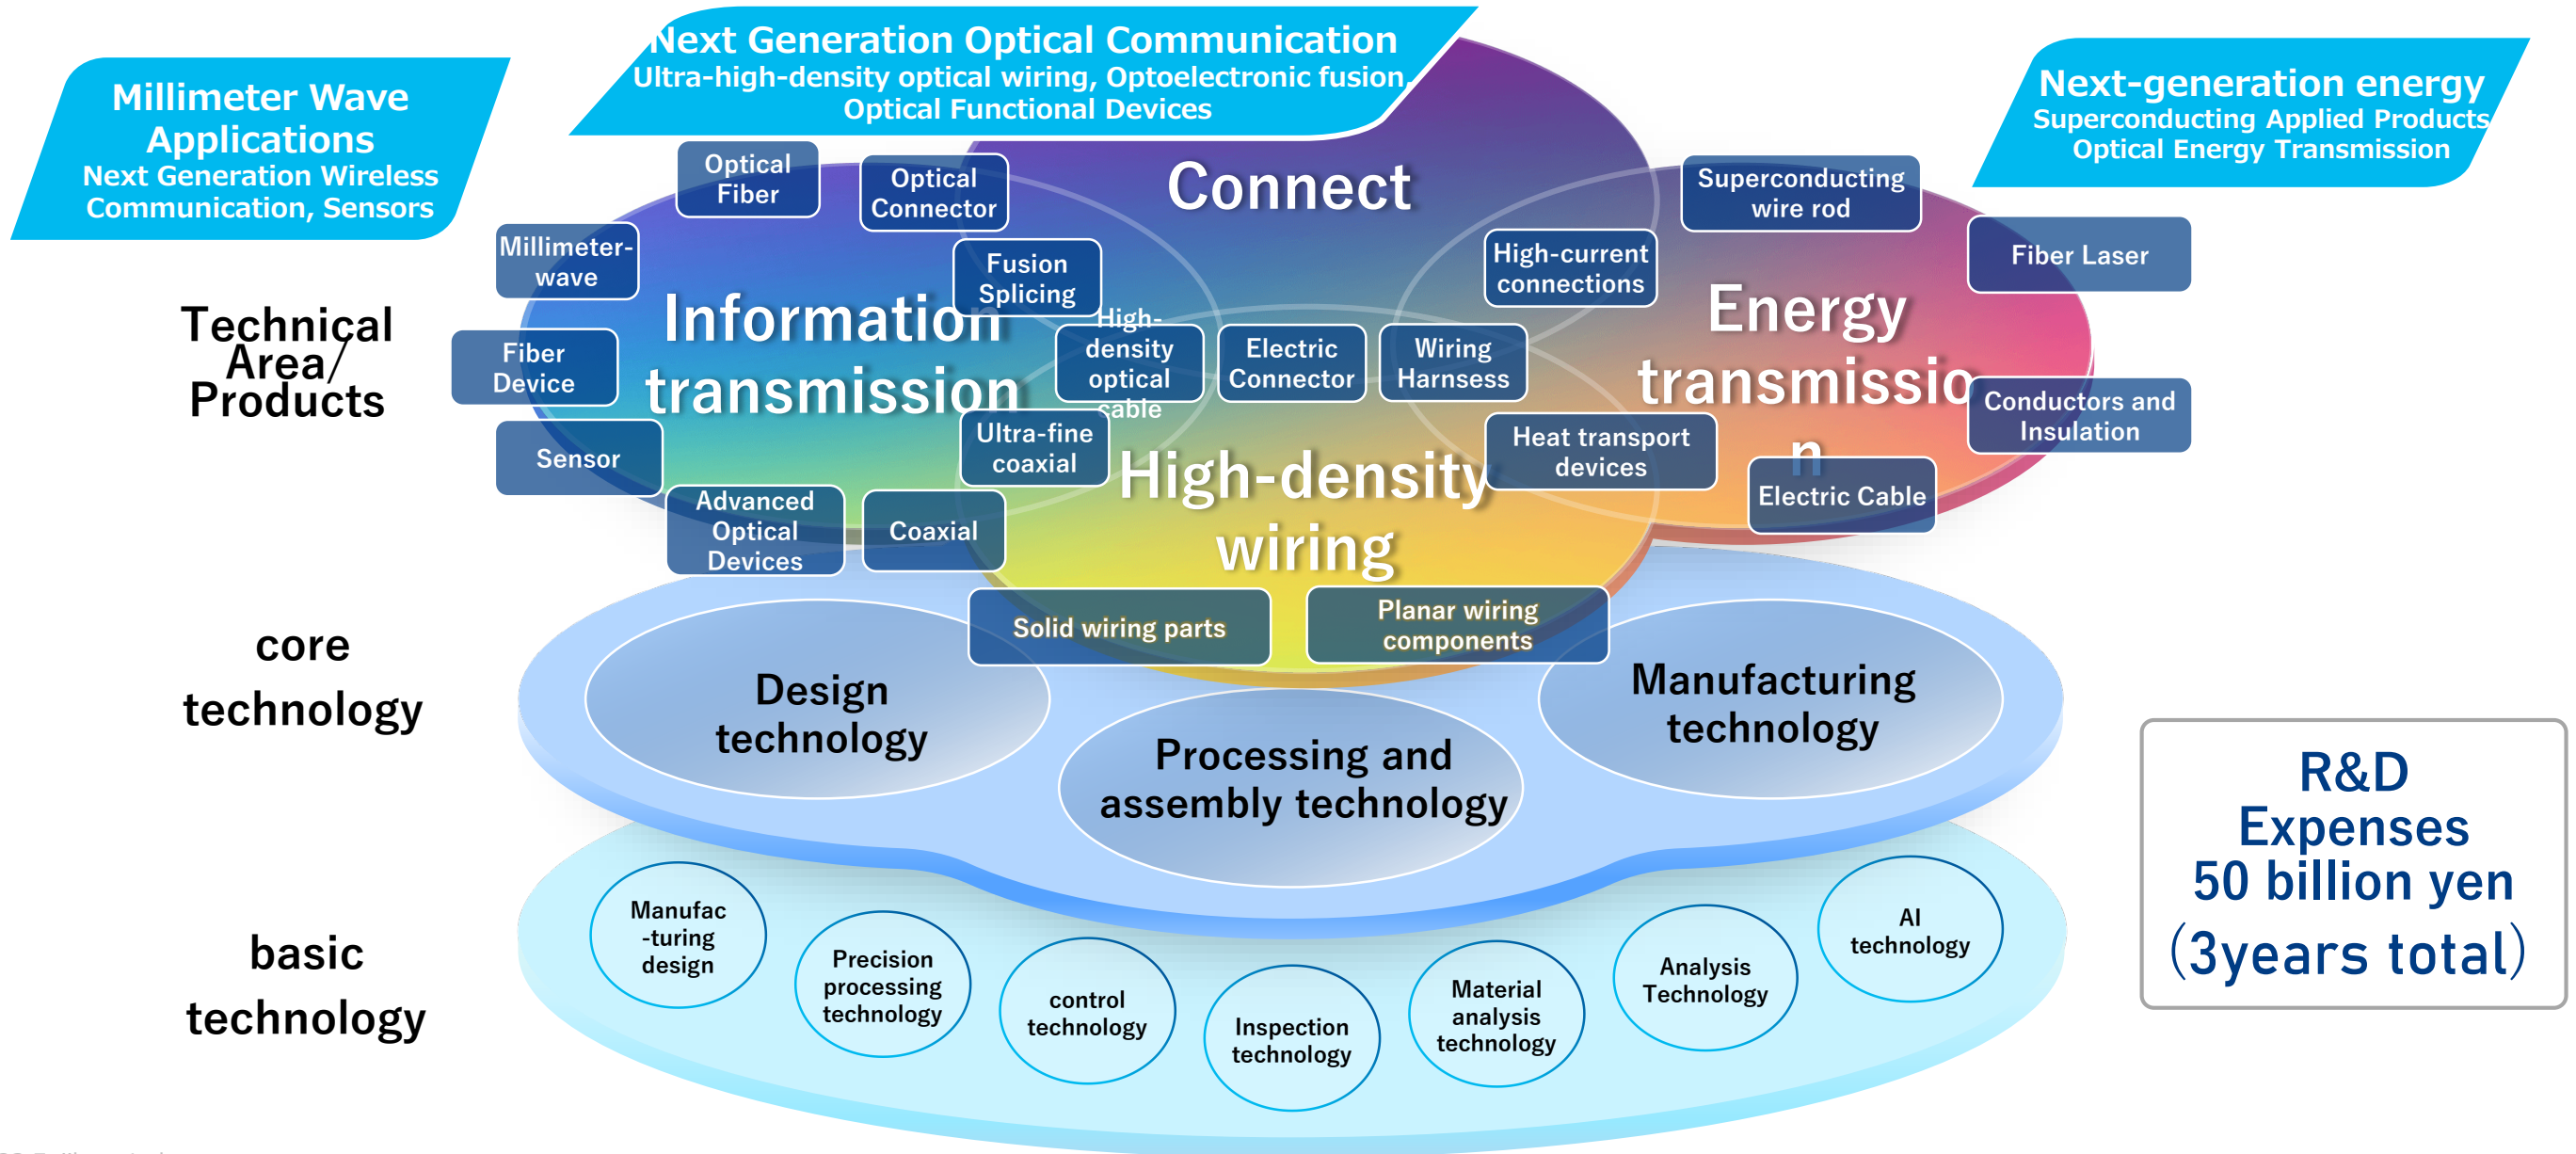 Next Generation Optical Communication
Ultra-high-density optical wiring, Optoelectronic fusion,
Optical Functional Devices
Millimeter Wave
Applications
Next Generation Wireless
Communication, Sensors
Next-generation energy
Superconducting Applied Products
Optical Energy Transmission
Technical
Area/
Products
Connect
Information
transmission
Energy
transmissio
n
High-density
wiring
Optical
Fiber
Optical
Connector
Millimeter-
wave
Fusion
Splicing
Fiber
Device
High-
density
optical
cable
Electric
Connector
Wiring
Harnsess
Sensor
Ultra-fine
coaxial
Advanced
Optical
Devices
Coaxial
Superconducting
wire rod
High-current
connections
Fiber Laser
Conductors and
Insulation
Heat transport
devices
Electric Cable
Solid wiring parts
Planar wiring
components
core
technology
Design
technology
Processing and
assembly technology
Manufacturing
technology
basic
technology
Manufac
-turing
design
Precision
processing
technology
control
technology
Inspection
technology
Material
analysis
technology
Analysis
Technology
AI
technology
R&D
Expenses
50 billion yen
(3years total)